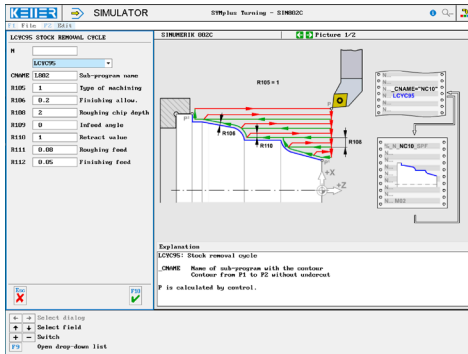 KELLER SIMULATOR SYMplus Turning - SIN802C
F1 File F2 Edit
LCYC95 STOCK REMOVAL CYCLE
SINUMERIK 802C Picture 1/2
N
LCYC95
CNAME L802 Sub-program name
R105 1 Type of machining
R106 0.2 Finishing allow.
R108 2 Roughing chip depth
R109 0 Infeed angle
R110 1 Retract value
R111 0.08 Roughing feed
R112 0.05 Finishing feed
R105 = 1
P
P
R106
R110
R108
+X
+Z
N...
_CNAME="NC10"
N... LCYC95
N...
N...
%_N_NC10_SPF
N...
N...
N... M02
Explanation
LCYC95: Stock removal cycle
_CNAME Name of sub-program with the contour
Contour from P1 to P2 without undercut
P is calculated by control.
Esc F10
← → Select dialog
↑ ↓ Select field
+ - Switch
F9 Open drop-down list